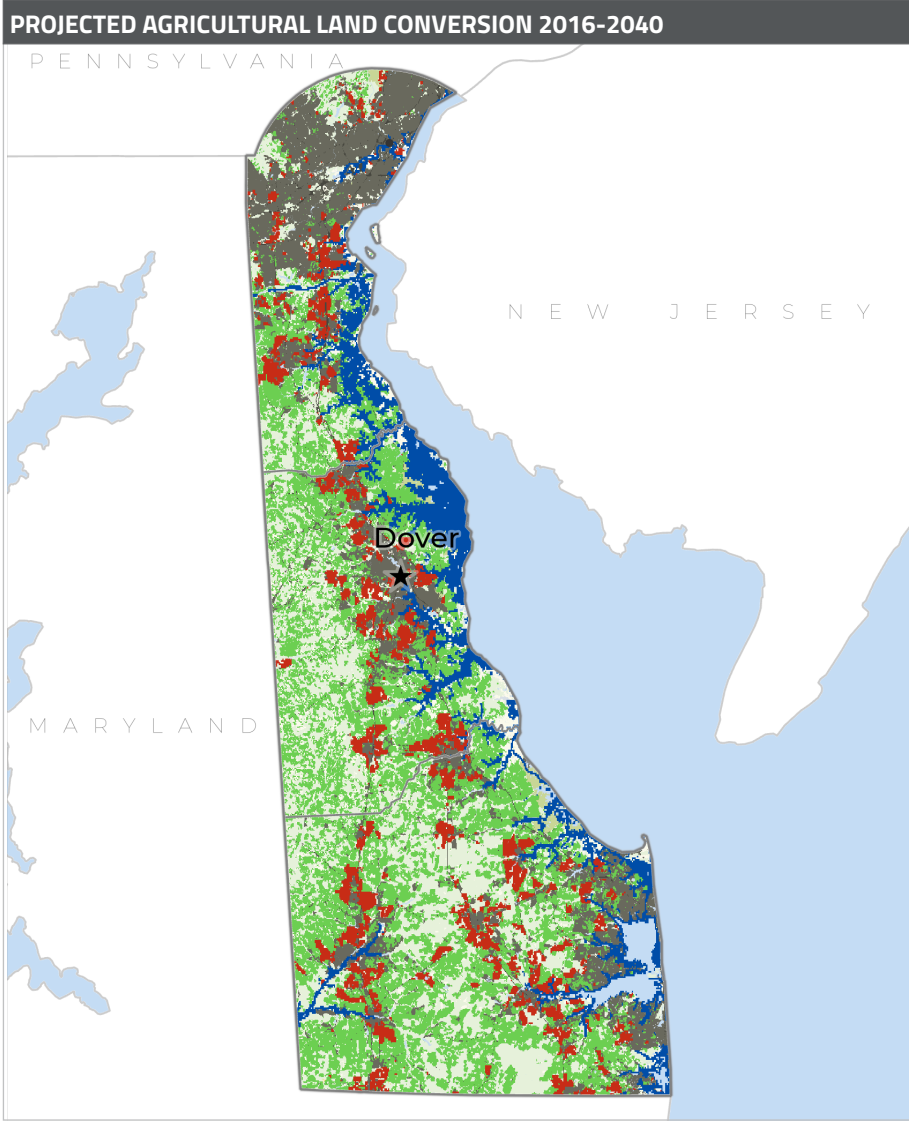 PROJECTED AGRICULTURAL LAND CONVERSION 2016-2040
PENNSYLVANIA
NEW JERSEY
Dover
MARYLAND